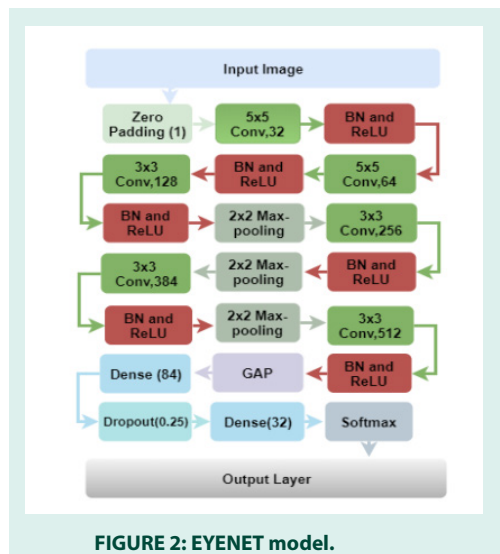 Input Image
Zero
Padding (1)
5x5
Conv,32
BN and
ReLU
3x3
Conv,128
BN and
ReLU
5x5
Conv,64
BN and
ReLU
2x2 Max-
pooling
3x3
Conv,256
3x3
Conv,384
2x2 Max-
pooling
BN and
ReLU
BN and
ReLU
2x2 Max-
pooling
3x3
Conv,512
Dense (84)
GAP
BN and
ReLU
Dropout(0.25)
Dense(32)
Softmax
Output Layer
FIGURE 2: EYENET model.